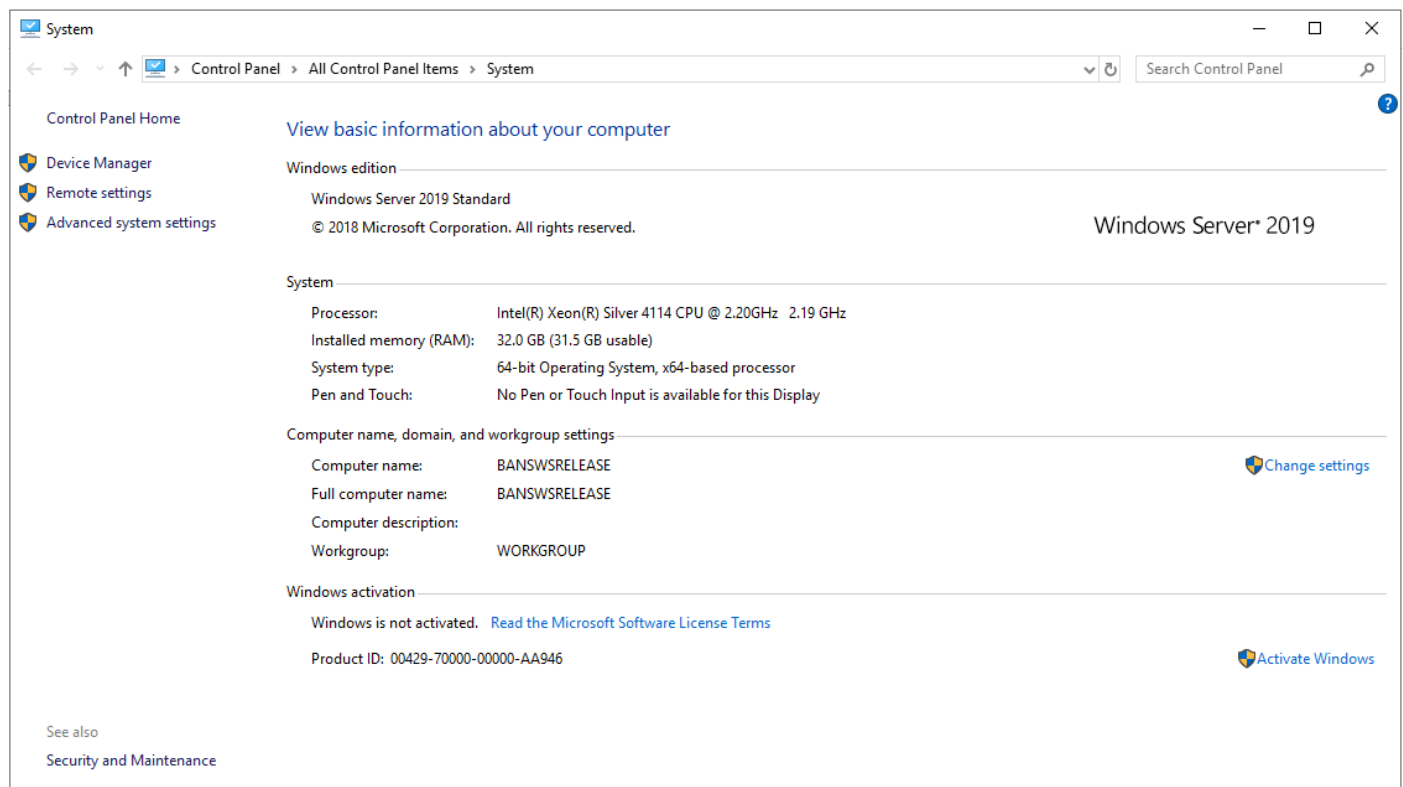 System
Control Panel > All Control Panel Items > System
Search Control Panel
?
Control Panel Home
Device Manager
Remote settings
Advanced system settings
View basic information about your computer
Windows edition
Windows Server 2019 Standard
© 2018 Microsoft Corporation. All rights reserved.
Windows Server® 2019
System
Processor: Intel(R) Xeon(R) Silver 4114 CPU @ 2.20GHz 2.19 GHz
Installed memory (RAM): 32.0 GB (31.5 GB usable)
System type: 64-bit Operating System, x64-based processor
Pen and Touch: No Pen or Touch Input is available for this Display
Computer name, domain, and workgroup settings
Computer name: BANSWSRELEASE
Change settings
Full computer name: BANSWSRELEASE
Computer description:
Workgroup: WORKGROUP
Windows activation
Windows is not activated. Read the Microsoft Software License Terms
Product ID: 00429-70000-00000-AA946
Activate Windows
See also
Security and Maintenance